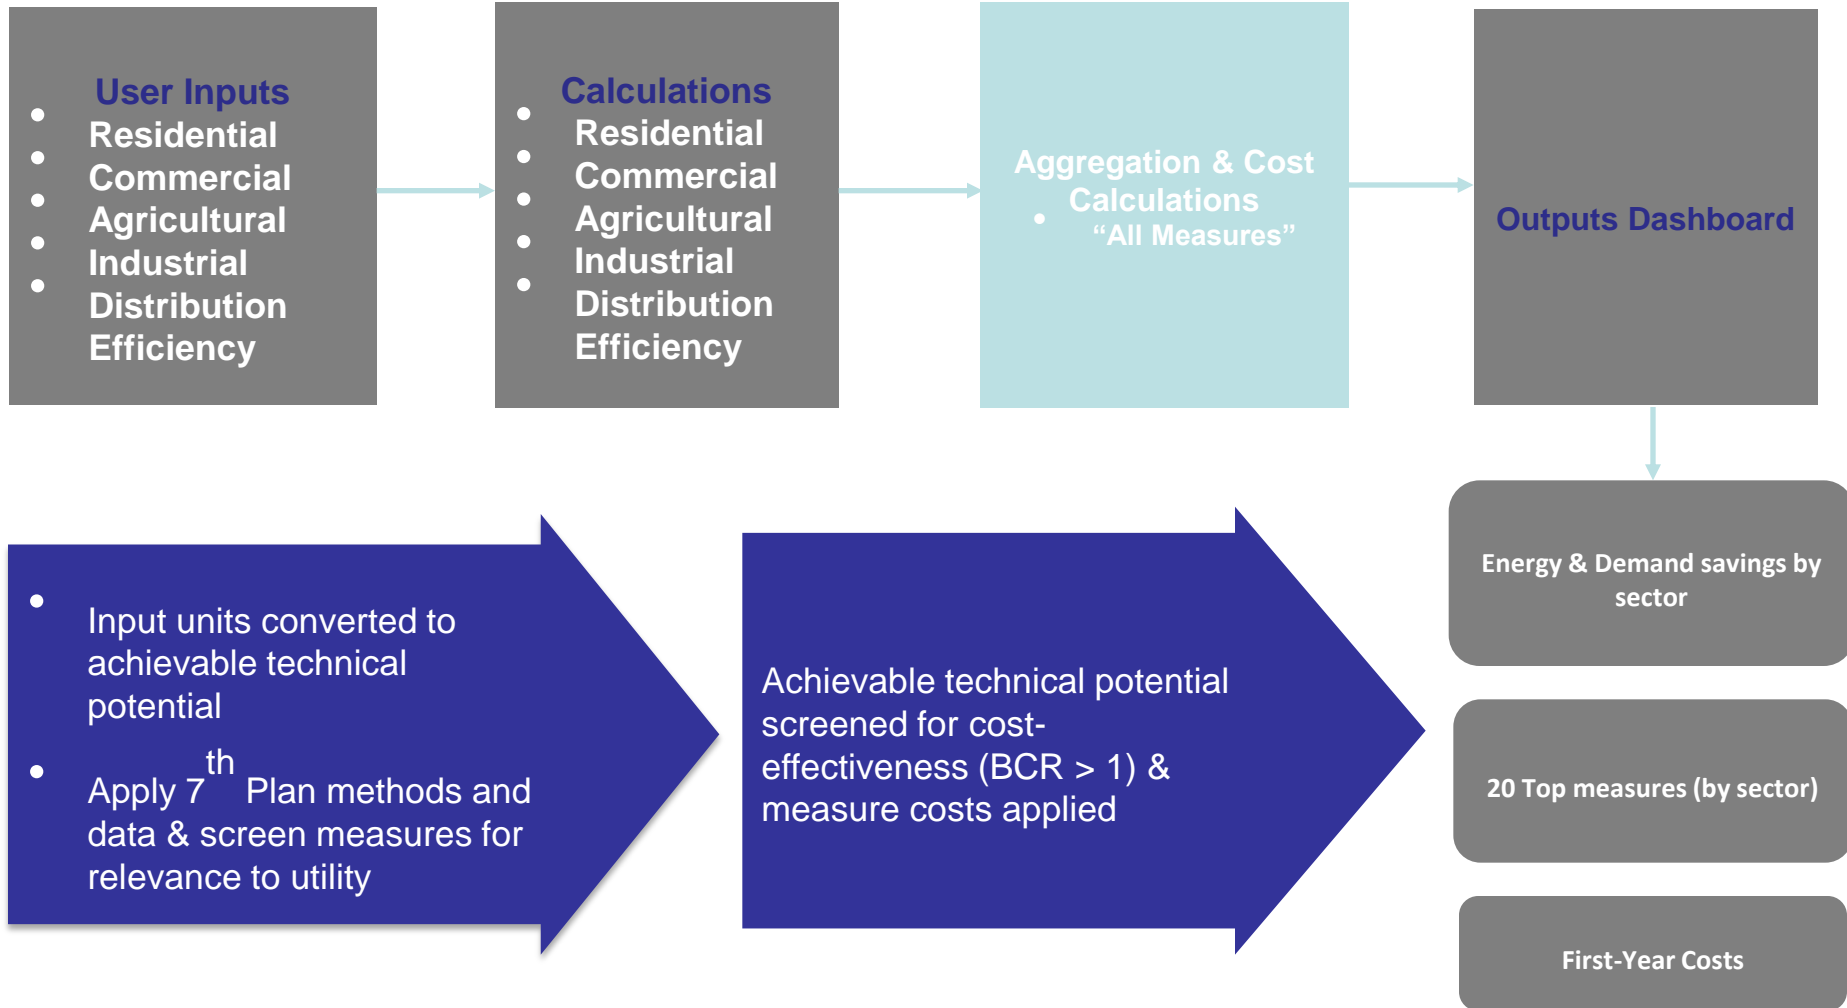 User Inputs
• Residential
• Commercial
• Agricultural
• Industrial
• Distribution
Efficiency
Calculations
• Residential
• Commercial
• Agricultural
• Industrial
• Distribution
Efficiency
Aggregation & Cost
Calculations
• “All Measures”
Outputs Dashboard
• Input units converted to
achievable technical
potential
• Apply 7th Plan methods and
data & screen measures for
relevance to utility
Achievable technical potential
screened for cost-
effectiveness (BCR > 1) &
measure costs applied
Energy & Demand savings by
sector
20 Top measures (by sector)
First-Year Costs